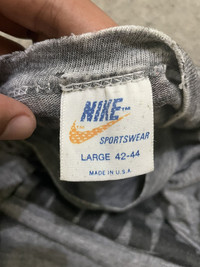 NIKE™
SPORTSWEAR
LARGE 42-44
MADE IN U.S.A.